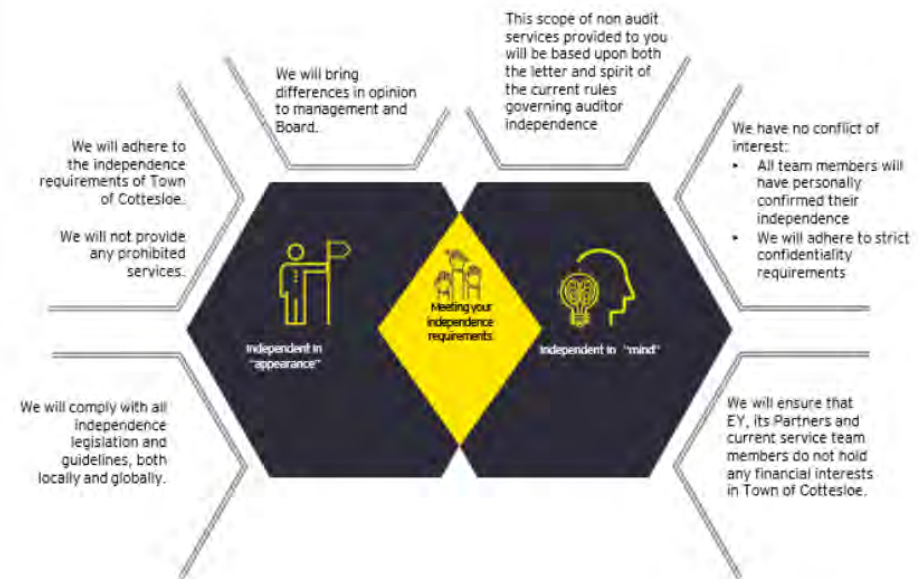 This scope of non audit
services provided to you
will be based upon both
the letter and spirit of
the current rules
governing auditor
independence
We will bring
differences in opinion
to management and
Board.
We will adhere to
the independence
requirements of Town
of Cottesloe.
We will not provide
any prohibited
services.
We have no conflict of
interest:
• All team members will
have personally
confirmed their
independence
• We will adhere to strict
confidentiality
requirements
Meeting your
independence
requirements
Independent in
"appearance"
Independent in "mind"
We will comply with all
independence
legislation and
guidelines, both
locally and globally.
We will ensure that
EY, its Partners and
current service team
members do not hold
any financial interests
in Town of Cottesloe.